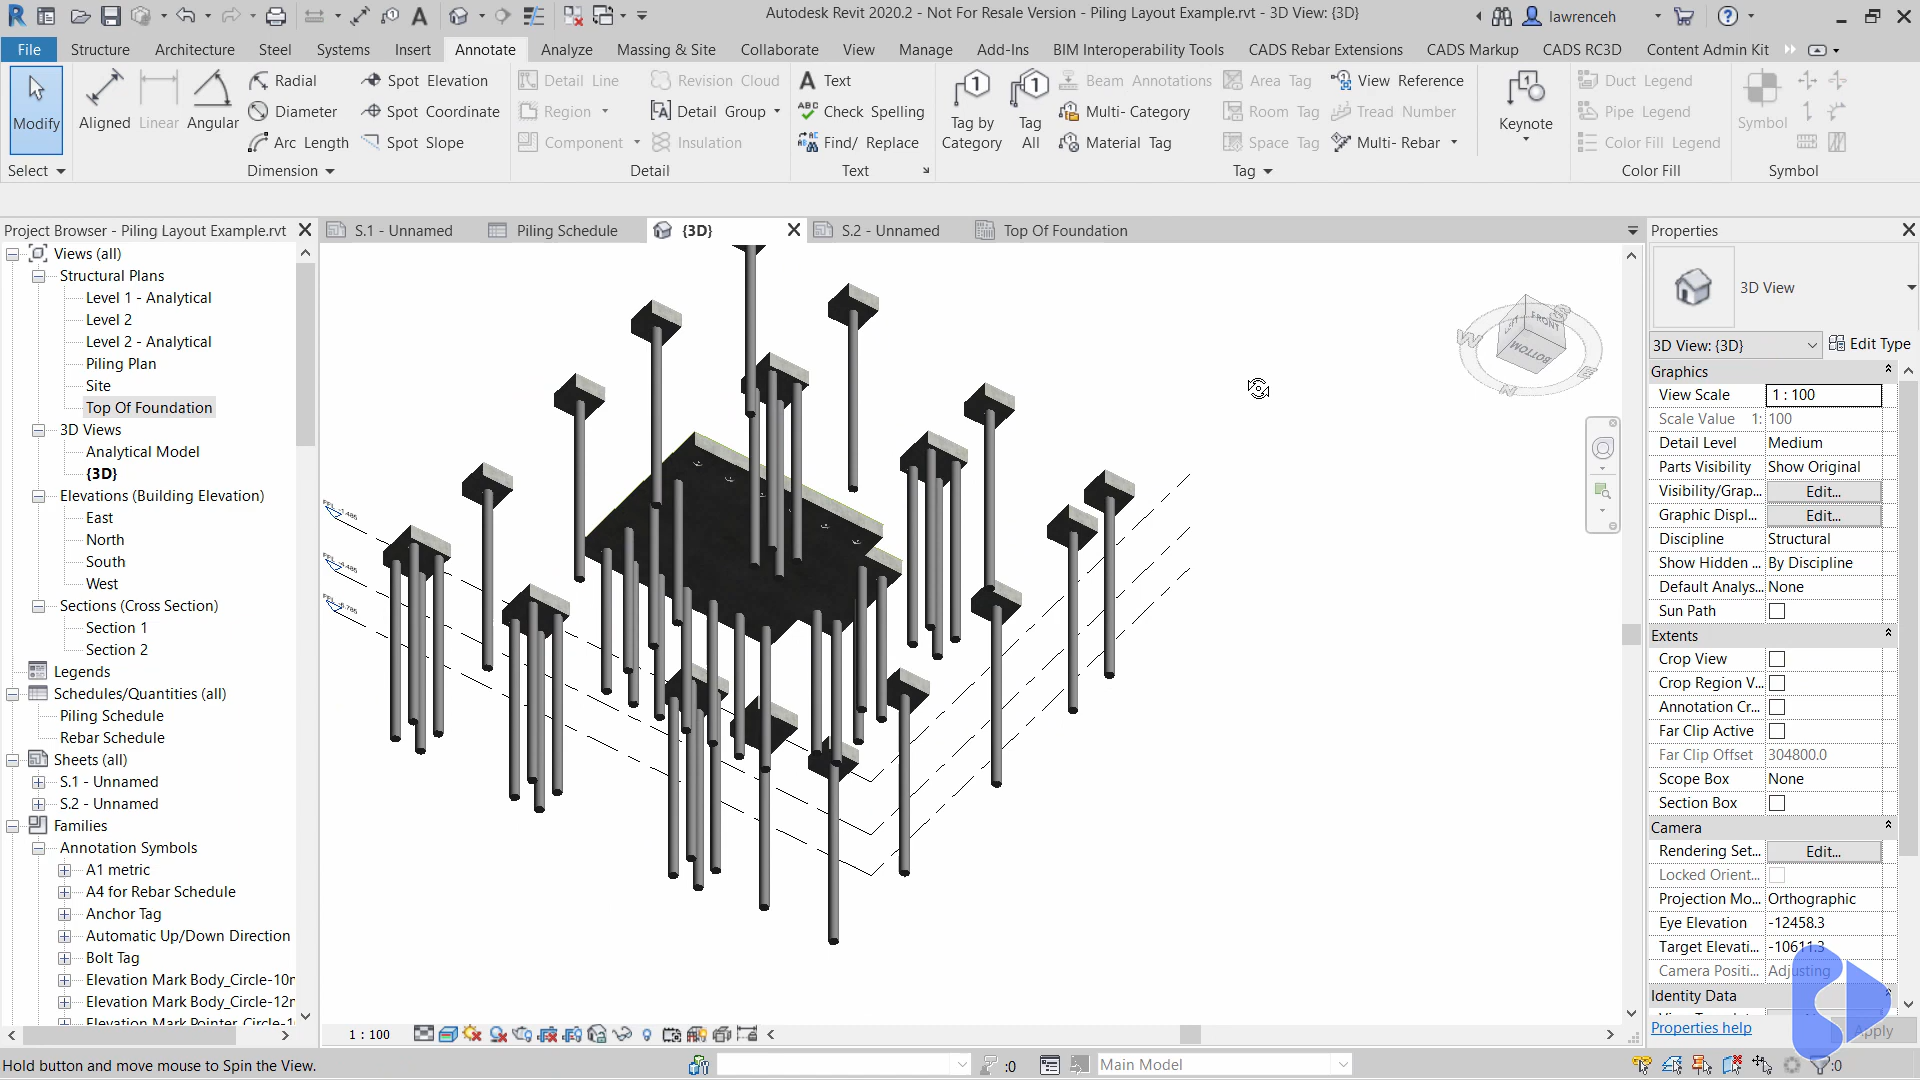 Autodesk Revit 2020.2 - Not For Resale Version - Piling Layout Example.rvt - 3D View: {3D}
lawrenceh
File Structure Architecture Steel Systems Insert Annotate Analyze Massing & Site Collaborate View Manage Add-Ins BIM Interoperability Tools CADS Rebar Extensions CADS Markup CADS RC3D Content Admin Kit
Modify
Select
Aligned
Linear
Angular
Radial
Diameter
Arc Length
Spot Elevation
Spot Coordinate
Spot Slope
Dimension
Detail Line
Region
Component
Revision Cloud
Detail Group
Insulation
Detail
Text
Check Spelling
Find/ Replace
Text
Tag by
Category
Tag
All
Beam Annotations
Multi- Category
Material Tag
Area Tag
Room Tag
Space Tag
View Reference
Tread Number
Multi- Rebar
Tag
Keynote
Duct Legend
Pipe Legend
Color Fill Legend
Color Fill
Symbol
Symbol
Project Browser - Piling Layout Example.rvt
Views (all)
Structural Plans
Level 1 - Analytical
Level 2
Level 2 - Analytical
Piling Plan
Site
Top Of Foundation
3D Views
Analytical Model
{3D}
Elevations (Building Elevation)
East
North
South
West
Sections (Cross Section)
Section 1
Section 2
Legends
Schedules/Quantities (all)
Piling Schedule
Rebar Schedule
Sheets (all)
S.1 - Unnamed
S.2 - Unnamed
Families
Annotation Symbols
A1 metric
A4 for Rebar Schedule
Anchor Tag
Automatic Up/Down Direction
Bolt Tag
Elevation Mark Body_Circle-10
Elevation Mark Body_Circle-12
S.1 - Unnamed
Piling Schedule
{3D}
S.2 - Unnamed
Top Of Foundation
FRONT
BOTTOM
W
S
E
N
Properties
3D View
3D View: {3D}
Edit Type
Graphics
View Scale 1 : 100
Scale Value 1: 100
Detail Level Medium
Parts Visibility Show Original
Visibility/Grap... Edit...
Graphic Displ... Edit...
Discipline Structural
Show Hidden ... By Discipline
Default Analys... None
Sun Path
Extents
Crop View
Crop Region V...
Annotation Cr...
Far Clip Active
Far Clip Offset 304800.0
Scope Box None
Section Box
Camera
Rendering Set... Edit...
Locked Orient...
Projection Mo... Orthographic
Eye Elevation -12458.3
Target Elevati... -10611.3
Camera Positi... Adjusting
Identity Data
Properties help
Apply
1 : 100
Hold button and move mouse to Spin the View.
:0
Main Model
:0